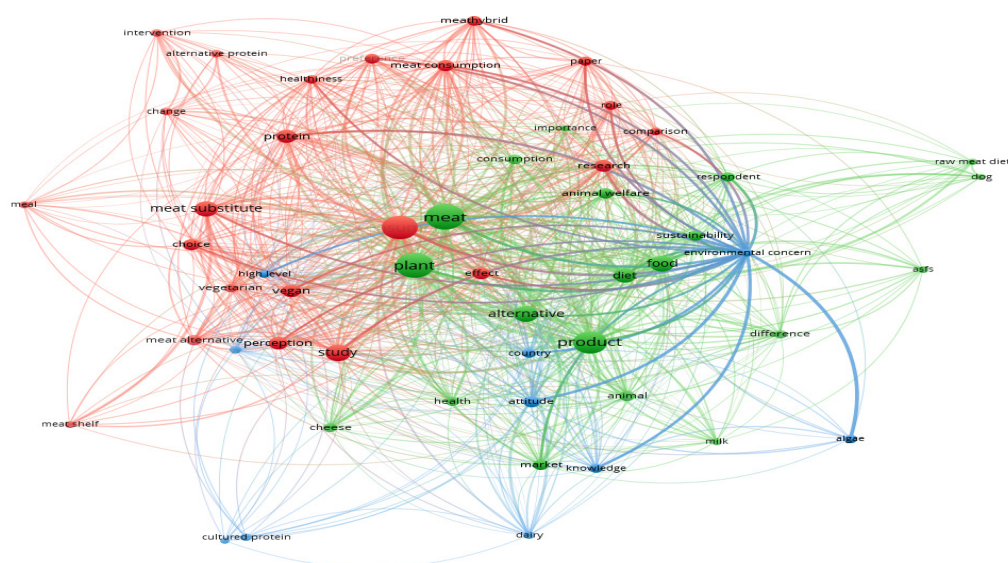 meathybrid
intervention
alternative protein
preference
meat consumption
paper
healthiness
role
change
importance
comparison
protein
consumption
research
raw meat diet
respondent
dog
animal welfare
meal
meat substitute
meat
sustainability
choice
environmental concern
plant
food
asfs
high level
effect
diet
vegetarian
vegan
alternative
difference
meat alternative
perception
product
study
country
health
attitude
animal
meat shelf
cheese
milk
algae
market
knowledge
cultured protein
dairy